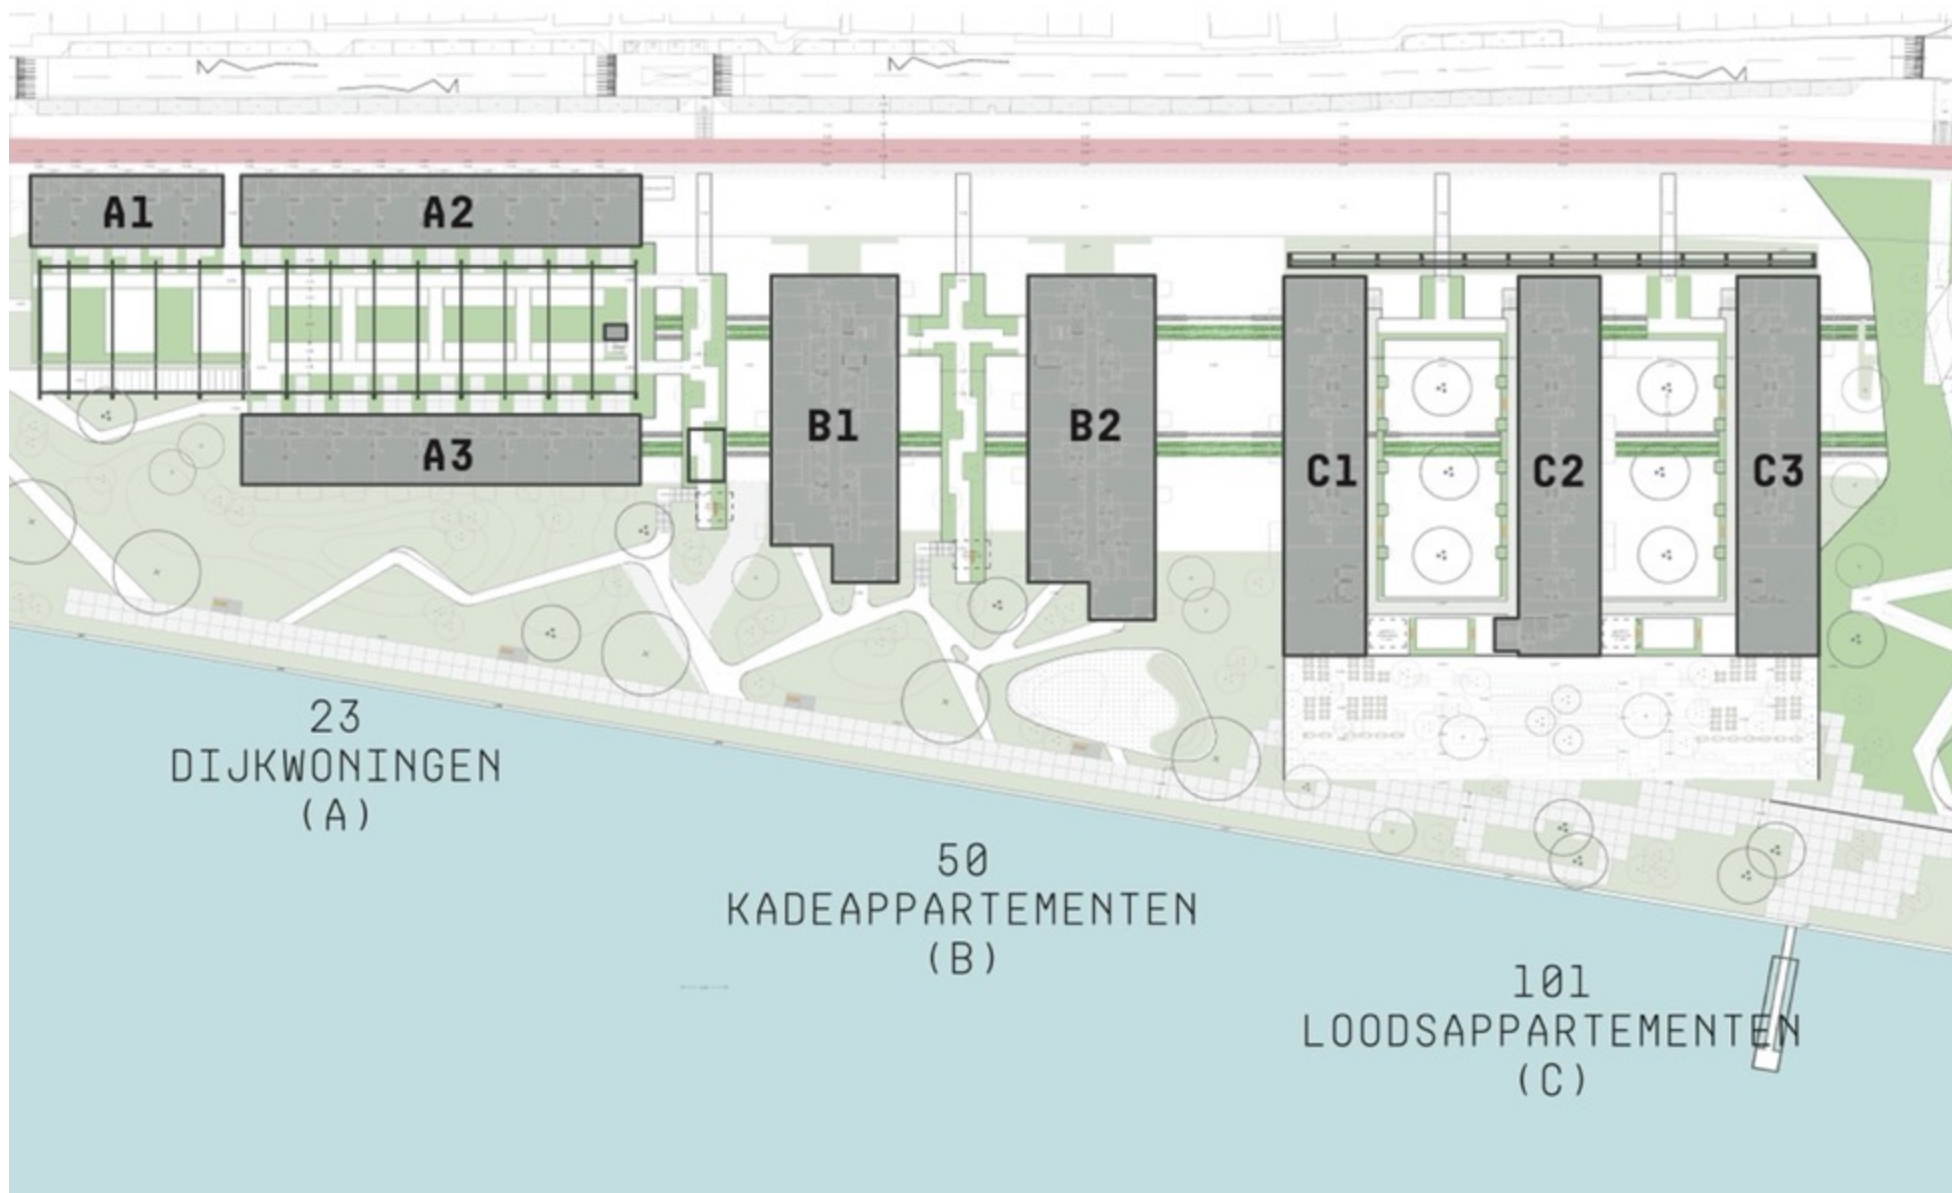 A1
A2
A3
B1
B2
C1
C2
C3
23
DIJKWONINGEN
(A)
50
KADEAPPARTEMENTEN
(B)
101
LOODSAPPARTEMENTEN
(C)